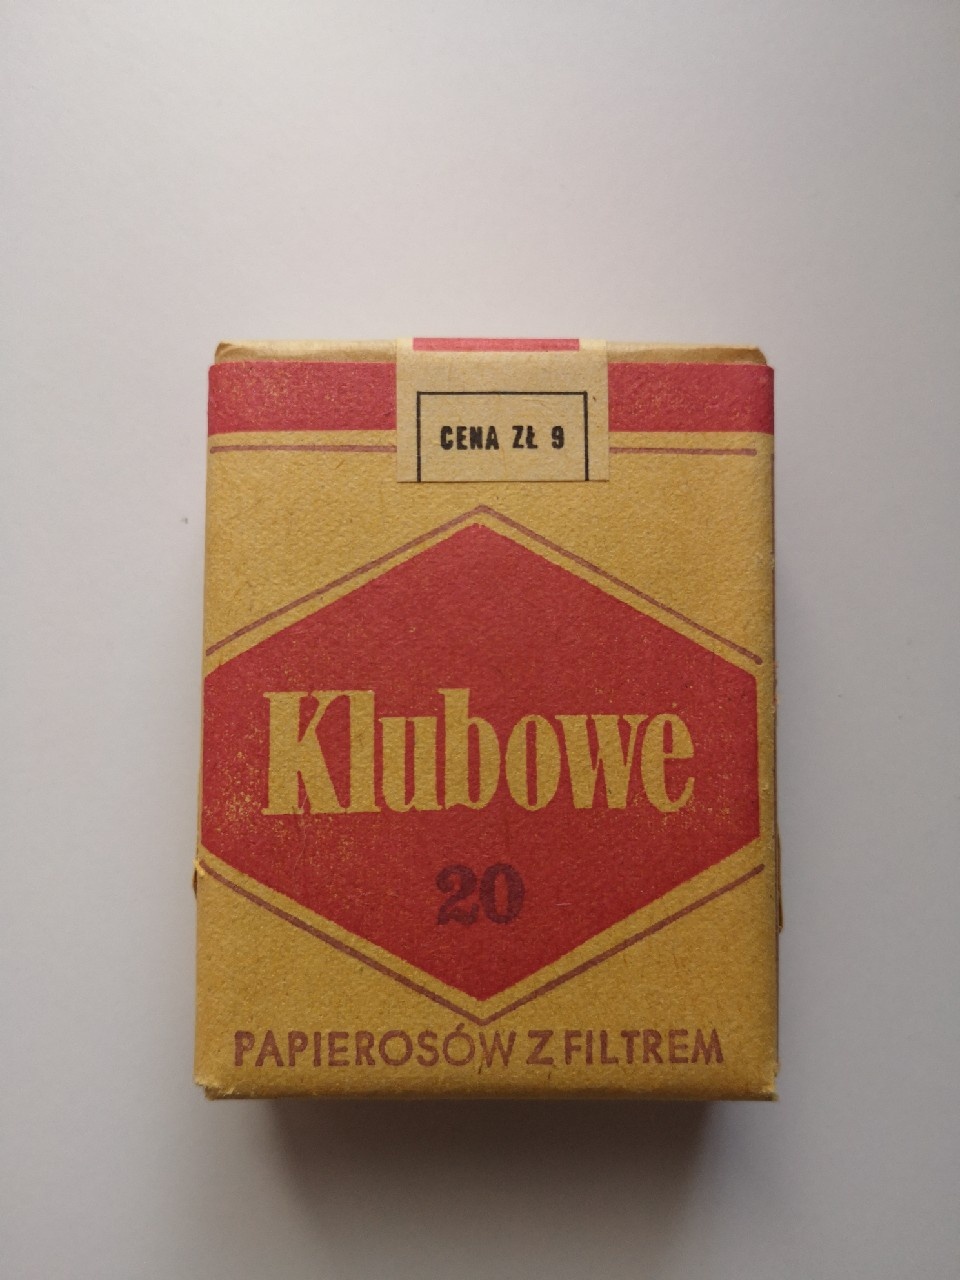 CENA ZŁ 9
Klubowe
20
PAPIEROSÓW Z FILTREM